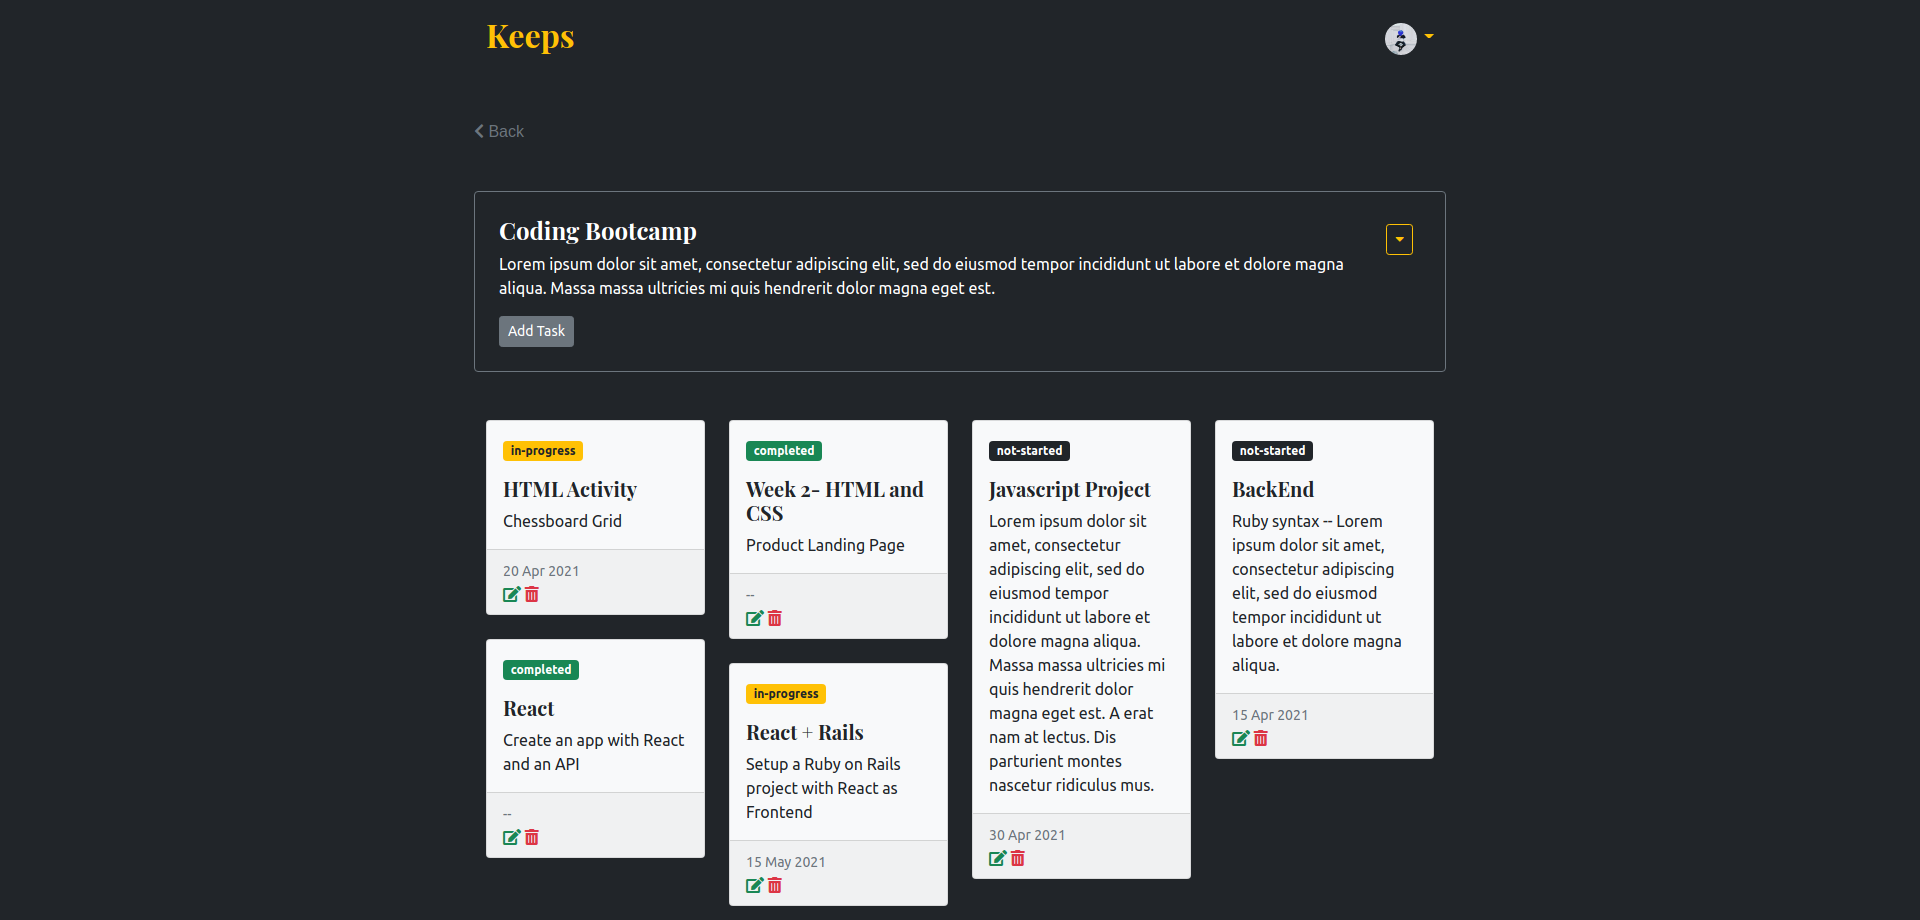 Keeps
Back
Coding Bootcamp
Lorem ipsum dolor sit amet, consectetur adipiscing elit, sed do eiusmod tempor incididunt ut labore et dolore magna
aliqua. Massa massa ultricies mi quis hendrerit dolor magna eget est.
Add Task
in-progress
HTML Activity
Chessboard Grid
20 Apr 2021
completed
Week 2- HTML and
CSS
Product Landing Page
--
not-started
Javascript Project
Lorem ipsum dolor sit
amet, consectetur
adipiscing elit, sed do
eiusmod tempor
incididunt ut labore et
dolore magna aliqua.
Massa massa ultricies mi
quis hendrerit dolor
magna eget est. A erat
nam at lectus. Dis
parturient montes
nascetur ridiculus mus.
30 Apr 2021
not-started
BackEnd
Ruby syntax -- Lorem
ipsum dolor sit amet,
consectetur adipiscing
elit, sed do eiusmod
tempor incididunt ut
labore et dolore magna
aliqua.
15 Apr 2021
completed
React
Create an app with React
and an API
--
in-progress
React + Rails
Setup a Ruby on Rails
project with React as
Frontend
15 May 2021